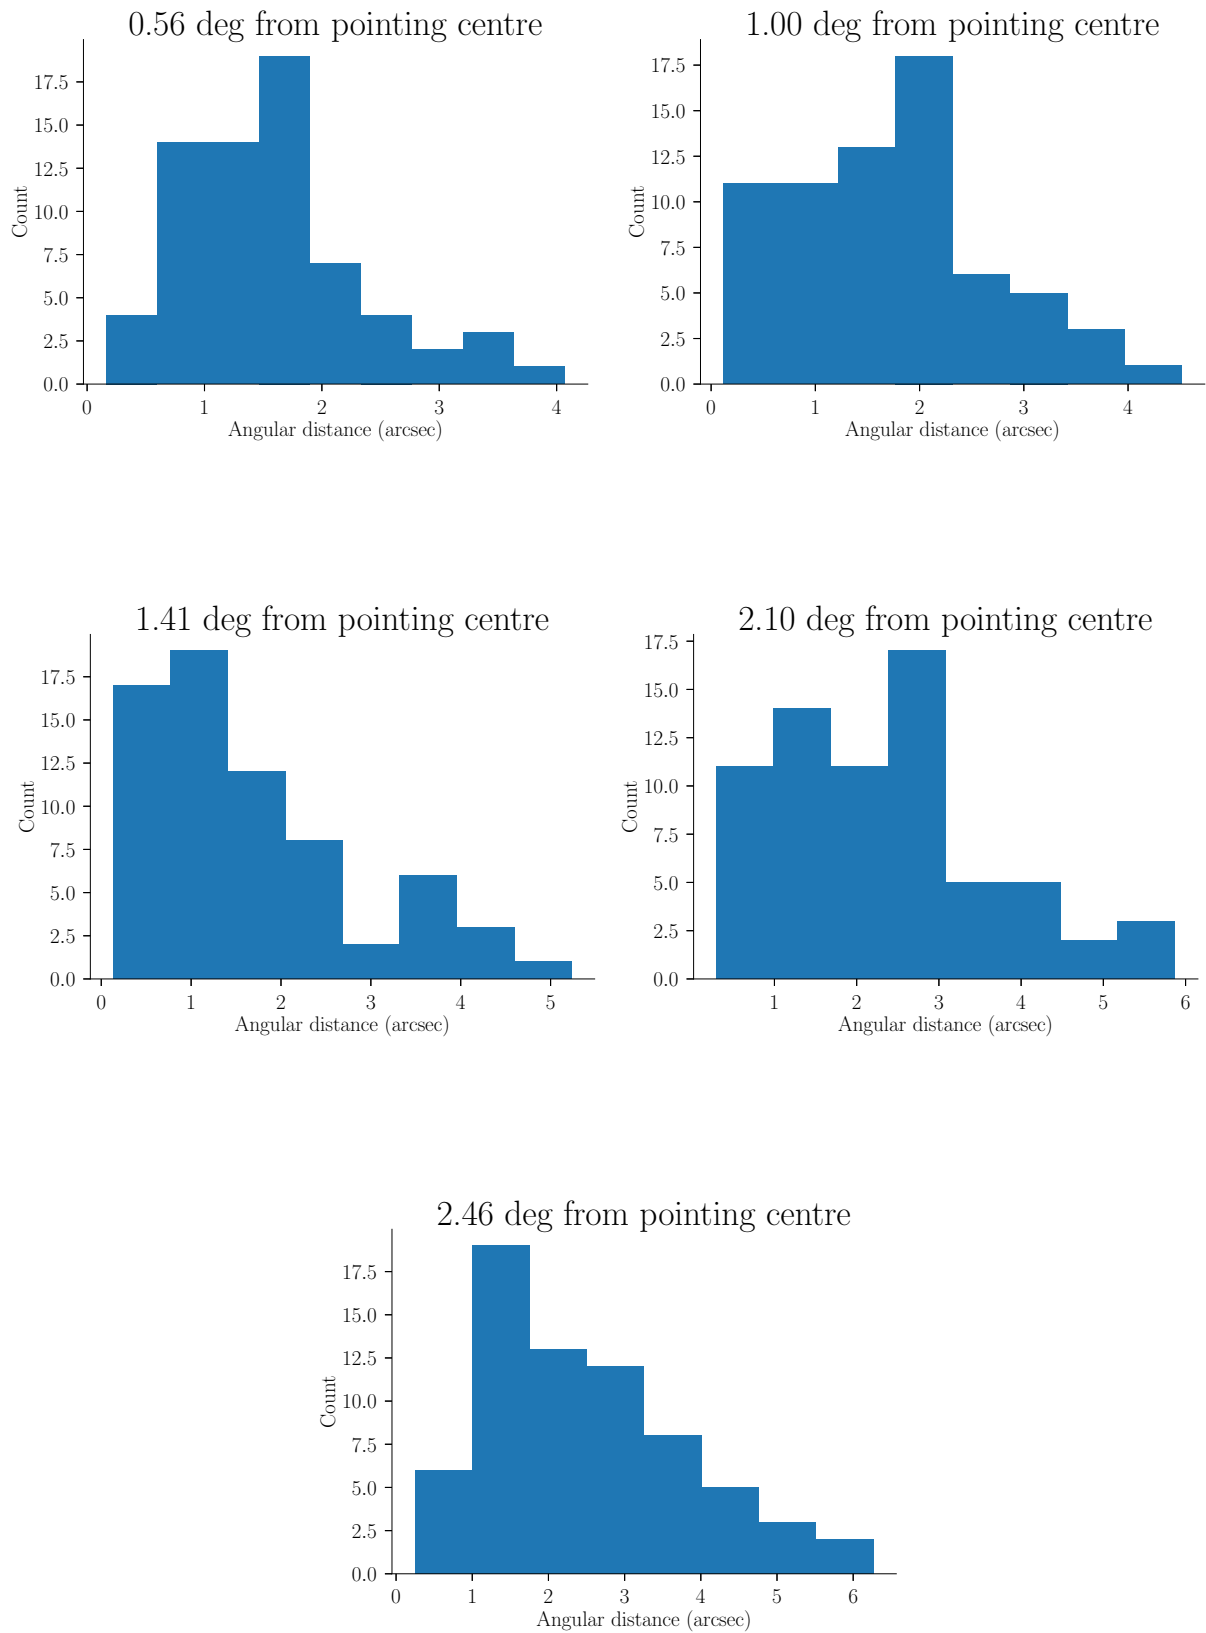 0.56 deg from pointing centre
Count
17.5
15.0
12.5
10.0
7.5
5.0
2.5
0.0
0 1 2 3 4
Angular distance (arcsec)
1.00 deg from pointing centre
Count
17.5
15.0
12.5
10.0
7.5
5.0
2.5
0.0
0 1 2 3 4
Angular distance (arcsec)
1.41 deg from pointing centre
Count
17.5
15.0
12.5
10.0
7.5
5.0
2.5
0.0
0 1 2 3 4 5
Angular distance (arcsec)
2.10 deg from pointing centre
Count
17.5
15.0
12.5
10.0
7.5
5.0
2.5
0.0
1 2 3 4 5 6
Angular distance (arcsec)
2.46 deg from pointing centre
Count
17.5
15.0
12.5
10.0
7.5
5.0
2.5
0.0
0 1 2 3 4 5 6
Angular distance (arcsec)